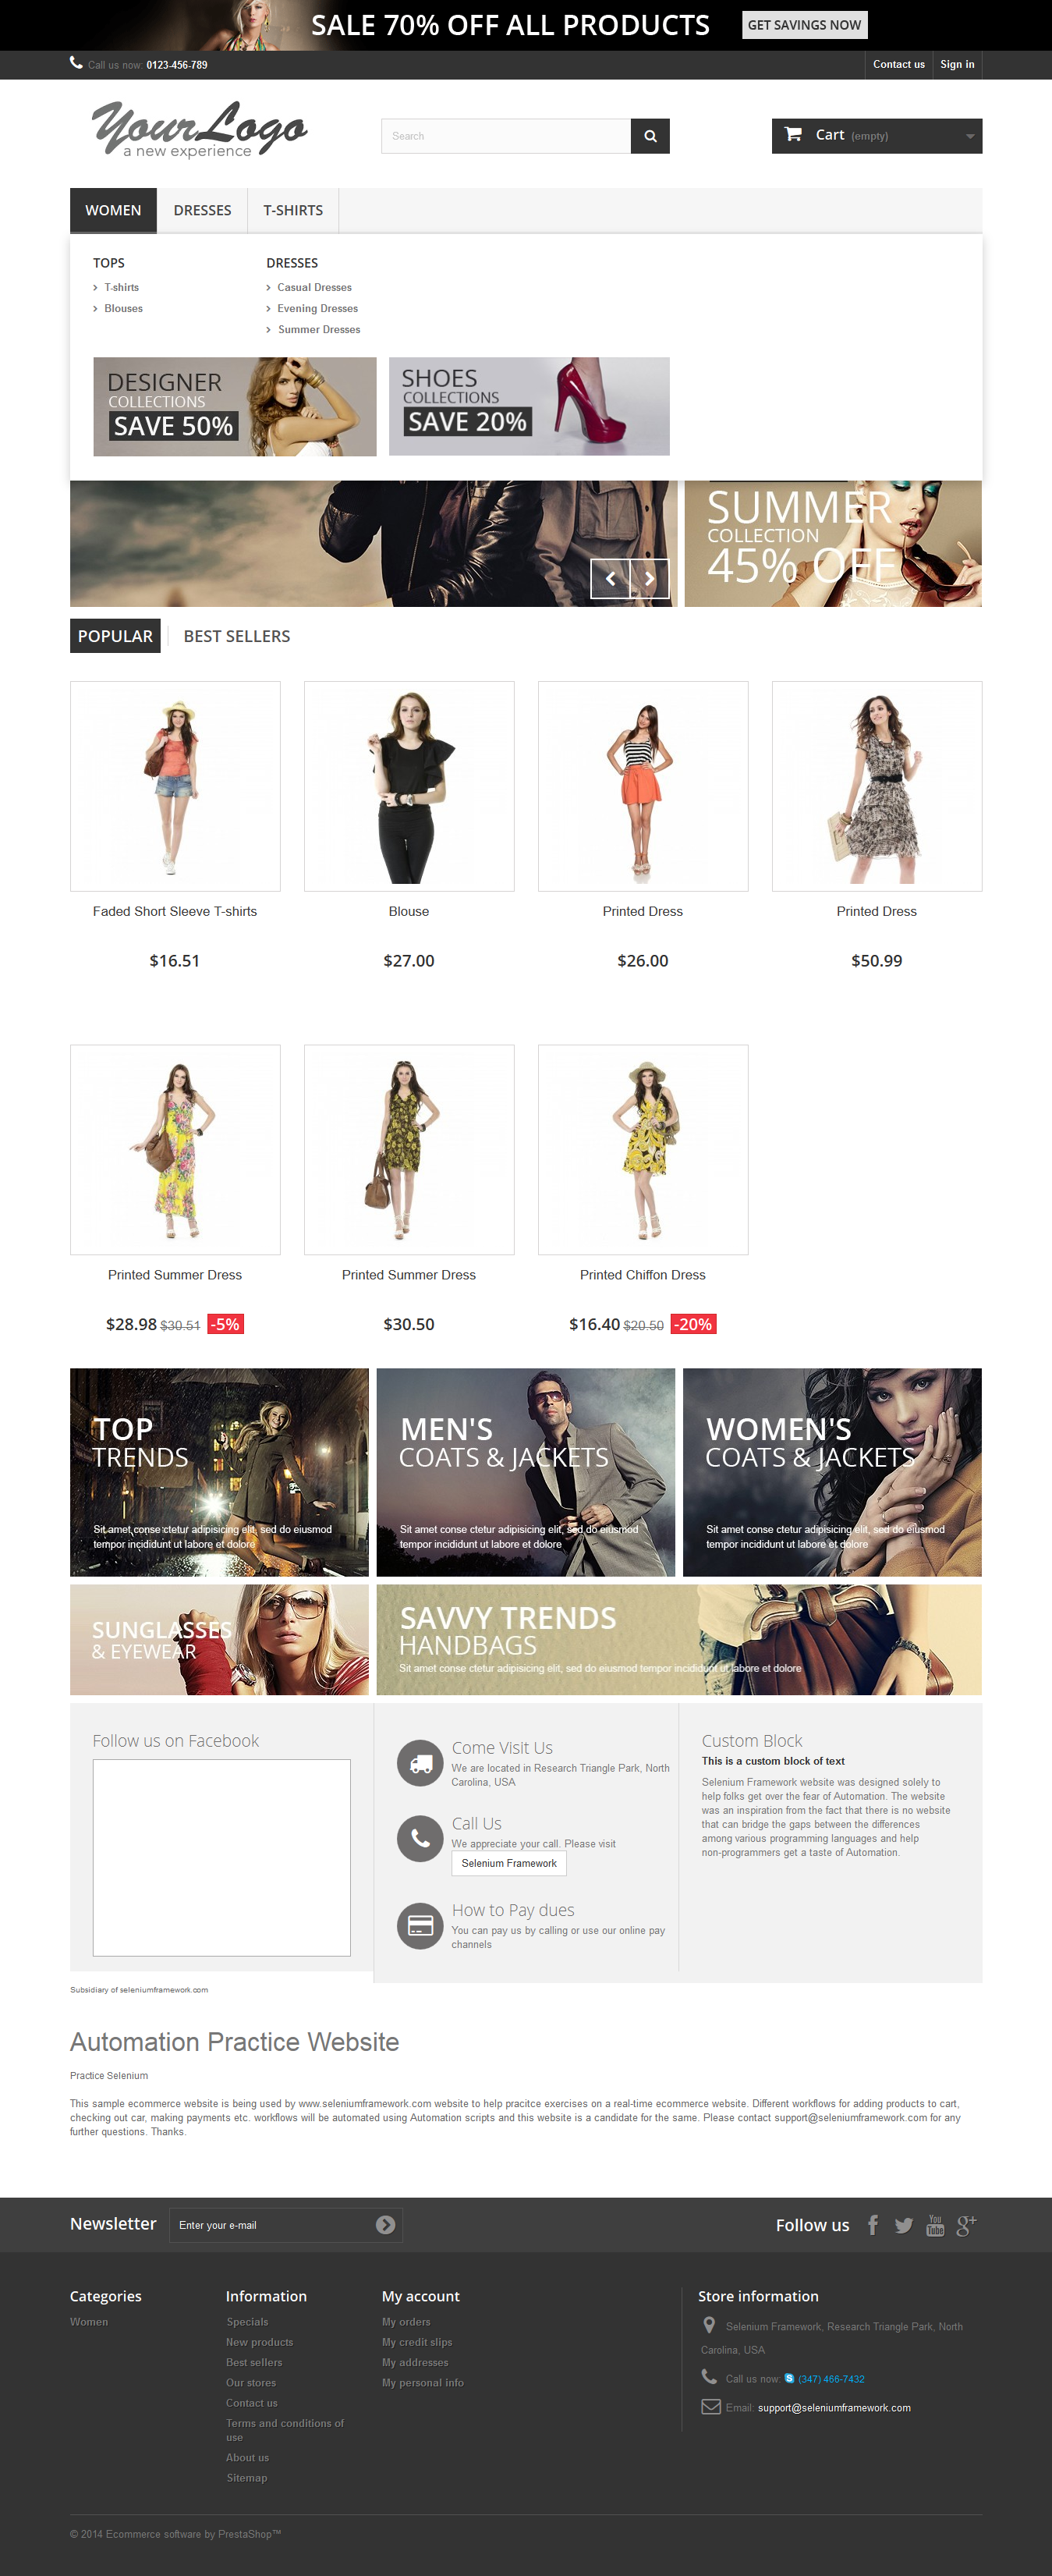 SALE 70% OFF ALL PRODUCTS GET SAVINGS NOW
Call us now: 0123-456-789 Contact us Sign in
YourLogo
a new experience
Search
Cart (empty)
WOMEN DRESSES T-SHIRTS
TOPS
T-shirts
Blouses
DRESSES
Casual Dresses
Evening Dresses
Summer Dresses
DESIGNER
COLLECTIONS
SAVE 50%
SHOES
COLLECTIONS
SAVE 20%
SUMMER
COLLECTION
45% OFF
POPULAR BEST SELLERS
Faded Short Sleeve T-shirts
$16.51
Blouse
$27.00
Printed Dress
$26.00
Printed Dress
$50.99
Printed Summer Dress
$28.98 $30.51 -5%
Printed Summer Dress
$30.50
Printed Chiffon Dress
$16.40 $20.50 -20%
TOP
TRENDS
Sit amet conse ctetur adipisicing elit, sed do eiusmod
tempor incididunt ut labore et dolore
MEN'S
COATS & JACKETS
Sit amet conse ctetur adipisicing elit, sed do eiusmod
tempor incididunt ut labore et dolore
WOMEN'S
COATS & JACKETS
Sit amet conse ctetur adipisicing elit, sed do eiusmod
tempor incididunt ut labore et dolore
SUNGLASSES
& EYEWEAR
SAVVY TRENDS
HANDBAGS
Sit amet conse ctetur adipisicing elit, sed do eiusmod tempor incididunt ut labore et dolore
Follow us on Facebook
Come Visit Us
We are located in Research Triangle Park, North
Carolina, USA
Call Us
We appreciate your call. Please visit
Selenium Framework
How to Pay dues
You can pay us by calling or use our online pay
channels
Custom Block
This is a custom block of text
Selenium Framework website was designed solely to
help folks get over the fear of Automation. The website
was an inspiration from the fact that there is no website
that can bridge the gaps between the differences
among various programming languages and help
non-programmers get a taste of Automation.
Subsidiary of seleniumframework.com
Automation Practice Website
Practice Selenium
This sample ecommerce website is being used by www.seleniumframework.com website to help pracitce exercises on a real-time ecommerce website. Different workflows for adding products to cart,
checking out car, making payments etc. workflows will be automated using Automation scripts and this website is a candidate for the same. Please contact support@seleniumframework.com for any
further questions. Thanks.
Newsletter Enter your e-mail
Follow us
You
Tube
Categories
Women
Information
Specials
New products
Best sellers
Our stores
Contact us
Terms and conditions of
use
About us
Sitemap
My account
My orders
My credit slips
My addresses
My personal info
Store information
Selenium Framework, Research Triangle Park, North
Carolina, USA
Call us now: (347) 466-7432
Email: support@seleniumframework.com
© 2014 Ecommerce software by PrestaShop™